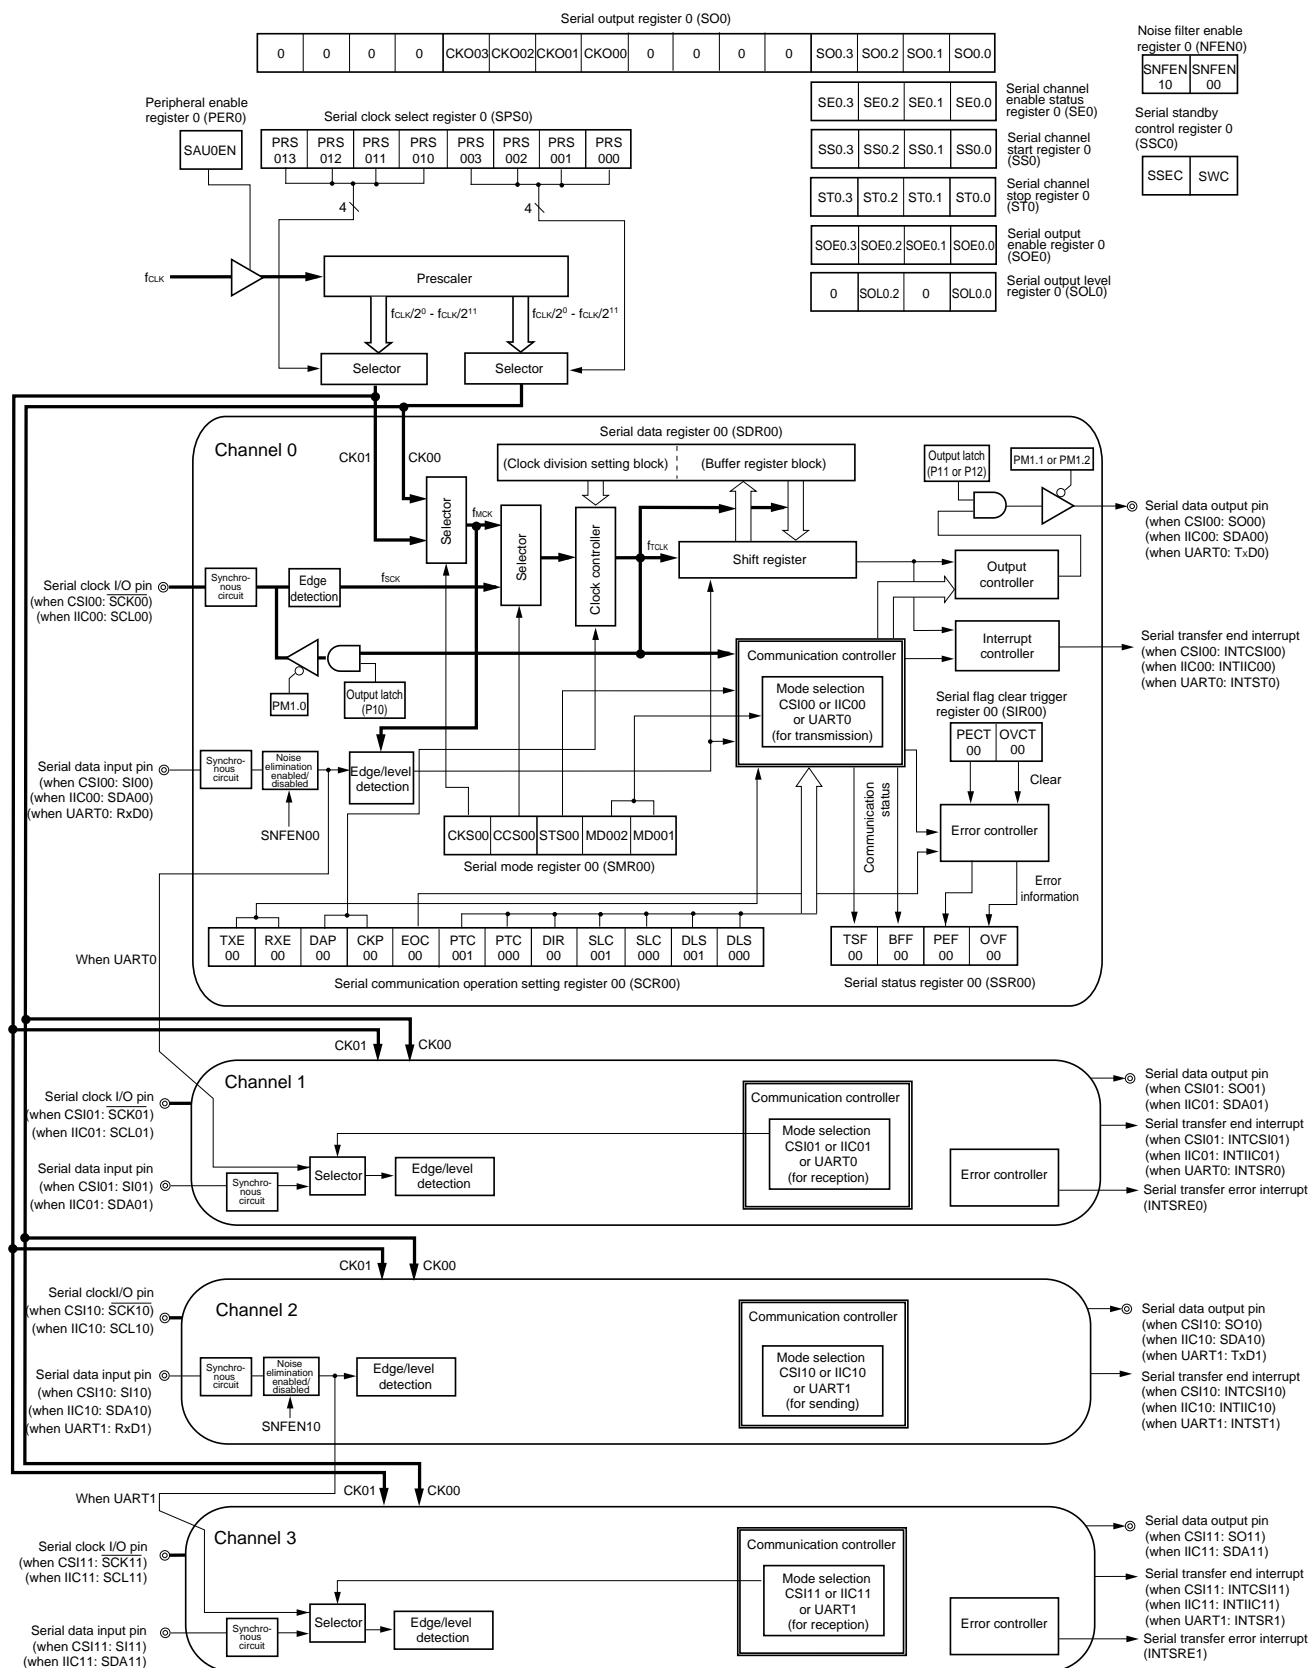 Serial output register 0 (SO0)
0 0 0 0 CKO03 CKO02 CKO01 CKO00 0 0 0 0 SO0.3 SO0.2 SO0.1 SO0.0
Noise filter enable
register 0 (NFEN0)
SNFEN
10
SNFEN
00
Peripheral enable
register 0 (PER0)
SAU0EN
Serial clock select register 0 (SPS0)
PRS
013
PRS
012
PRS
011
PRS
010
PRS
003
PRS
002
PRS
001
PRS
000
4
4
SE0.3 SE0.2 SE0.1 SE0.0
Serial channel
enable status
register 0 (SE0)
SS0.3 SS0.2 SS0.1 SS0.0
Serial channel
start register 0
(SS0)
ST0.3 ST0.2 ST0.1 ST0.0
Serial channel
stop register 0
(ST0)
SOE0.3 SOE0.2 SOE0.1 SOE0.0
Serial output
enable register 0
(SOE0)
0 SOL0.2 0 SOL0.0
Serial output level
register 0 (SOL0)
Serial standby
control register 0
(SSC0)
SSEC SWC
fCLK
Prescaler
fCLK/2⁰ - fCLK/2¹¹
fCLK/2⁰ - fCLK/2¹¹
Selector
Selector
Channel 0
CK01
CK00
Serial data register 00 (SDR00)
(Clock division setting block)
(Buffer register block)
Output latch
(P11 or P12)
PM1.1 or PM1.2
Serial data output pin
(when CSI00: SO00)
(when IIC00: SDA00)
(when UART0: TxD0)
Selector
fMCK
Selector
Clock controller
fTCLK
Shift register
Output
controller
Serial clock I/O pin
(when CSI00: SCK00)
(when IIC00: SCL00)
Synchro-
nous
circuit
Edge
detection
fSCK
Communication controller
Mode selection
CSI00 or IIC00
or UART0
(for transmission)
Interrupt
controller
Serial transfer end interrupt
(when CSI00: INTCSI00)
(when IIC00: INTIIC00)
(when UART0: INTST0)
PM1.0
Output latch
(P10)
Serial flag clear trigger
register 00 (SIR00)
PECT
00
OVCT
00
Clear
Serial data input pin
(when CSI00: SI00)
(when IIC00: SDA00)
(when UART0: RxD0)
Synchro-
nous
circuit
Noise
elimination
enabled/
disabled
SNFEN00
Edge/level
detection
CKS00 CCS00 STS00 MD002 MD001
Serial mode register 00 (SMR00)
Communication
status
Error controller
Error
information
When UART0
TXE
00
RXE
00
DAP
00
CKP
00
EOC
00
PTC
001
PTC
000
DIR
00
SLC
001
SLC
000
DLS
001
DLS
000
Serial communication operation setting register 00 (SCR00)
TSF
00
BFF
00
PEF
00
OVF
00
Serial status register 00 (SSR00)
CK01
CK00
Channel 1
Serial clock I/O pin
(when CSI01: SCK01)
(when IIC01: SCL01)
Serial data input pin
(when CSI01: SI01)
(when IIC01: SDA01)
Synchro-
nous
circuit
Selector
Edge/level
detection
Communication controller
Mode selection
CSI01 or IIC01
or UART0
(for reception)
Error controller
Serial data output pin
(when CSI01: SO01)
(when IIC01: SDA01)
Serial transfer end interrupt
(when CSI01: INTCSI01)
(when IIC01: INTIIC01)
(when UART0: INTSR0)
Serial transfer error interrupt
(INTSRE0)
CK01
CK00
Channel 2
Serial clockI/O pin
(when CSI10: SCK10)
(when IIC10: SCL10)
Serial data input pin
(when CSI10: SI10)
(when IIC10: SDA10)
(when UART1: RxD1)
Synchro-
nous
circuit
Noise
elimination
enabled/
disabled
SNFEN10
Edge/level
detection
Communication controller
Mode selection
CSI10 or IIC10
or UART1
(for sending)
Serial data output pin
(when CSI10: SO10)
(when IIC10: SDA10)
(when UART1: TxD1)
Serial transfer end interrupt
(when CSI10: INTCSI10)
(when IIC10: INTIIC10)
(when UART1: INTST1)
When UART1
CK01
CK00
Channel 3
Serial clock I/O pin
(when CSI11: SCK11)
(when IIC11: SCL11)
Serial data input pin
(when CSI11: SI11)
(when IIC11: SDA11)
Synchro-
nous
circuit
Selector
Edge/level
detection
Communication controller
Mode selection
CSI11 or IIC11
or UART1
(for reception)
Error controller
Serial data output pin
(when CSI11: SO11)
(when IIC11: SDA11)
Serial transfer end interrupt
(when CSI11: INTCSI11)
(when IIC11: INTIIC11)
(when UART1: INTSR1)
Serial transfer error interrupt
(INTSRE1)